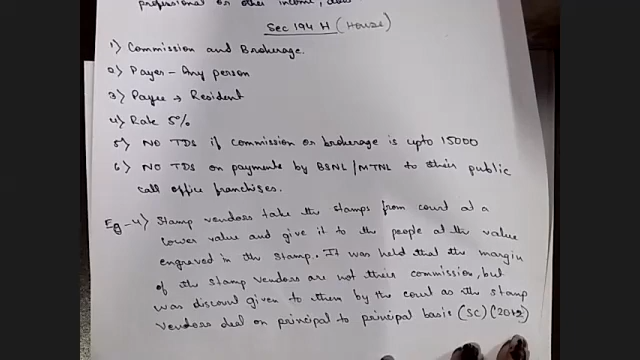 professional or other income,
Sec 194 H (House)
1) Commission and Brokerage.
2) Payer - Any person
3) Payee → Resident
4) Rate 5%
5) NO TDS if commission or brokerage is upto 15000
6) NO TDS on payments by BSNL/MTNL to their public
call office franchises.
Eg-4) Stamp vendors take the stamps from court at a
lower value and give it to the people at the value
engraved in the stamp. It was held that the margin
of the stamp vendors are not their commission, but
was discount given to them by the court as the stamp
vendors deal on principal to principal basis (SC) (2012)